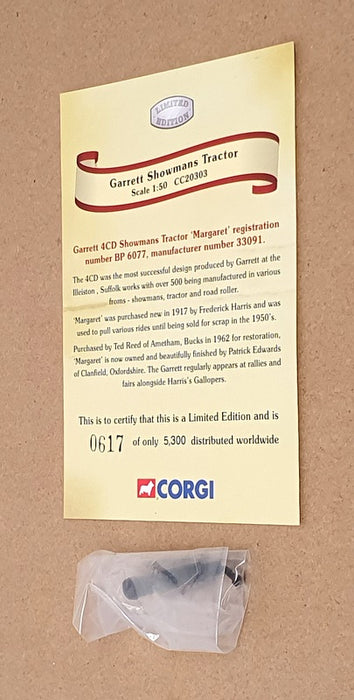 LIMITED
EDITION
Garrett Showmans Tractor
Scale 1:50 CC20303
Garrett 4CD Showmans Tractor 'Margaret' registration
number BP 6077, manufacturer number 33091.
The 4CD was the most successful design produced by Garrett at the
Illeiston , Suffolk works with over 500 being manufactured in various
froms - showmans, tractor and road roller.
'Margaret' was purchased new in 1917 by Frederick Harris and was
used to pull various rides until being sold for scrap in the 1950's.
Purchased by Ted Reed of Ametham, Bucks in 1962 for restoration,
'Margaret' is now owned and beautifully finished by Patrick Edwards
of Clanfield, Oxfordshire. The Garrett regularly appears at rallies and
fairs alongside Harris's Gallopers.
This is to certify that this is a Limited Edition and is
0617 of only 5,300 distributed worldwide
CORGI